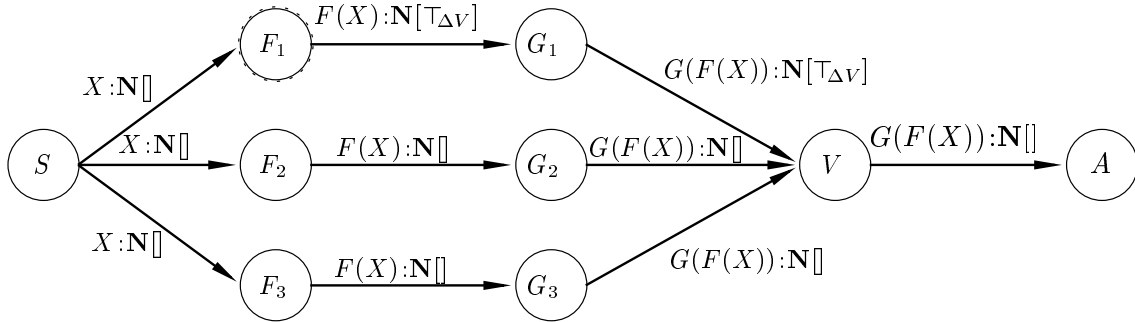 F(X):N[⊤ΔV]
F₁
G₁
G(F(X)):N[⊤ΔV]
X:N[]
X:N[]
F(X):N[]
G(F(X)):N[]
G(F(X)):N[]
S
F₂
G₂
V
A
X:N[]
F(X):N[]
G(F(X)):N[]
F₃
G₃